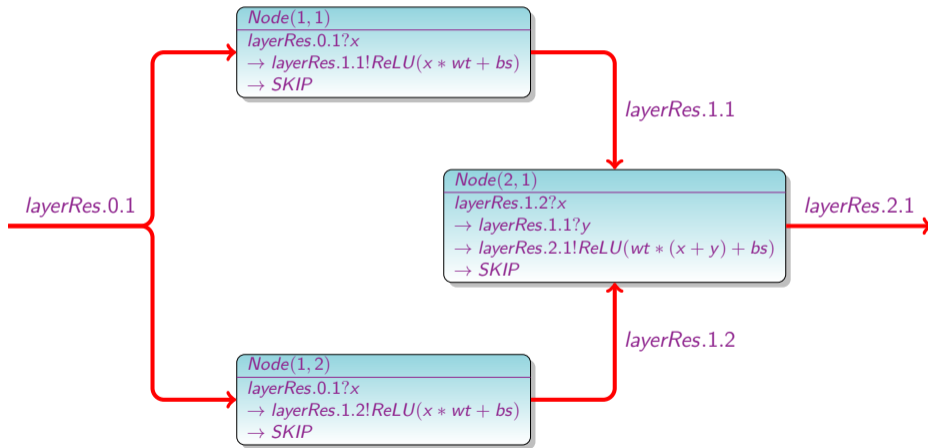 Node(1, 1)
layerRes.0.1?x
→ layerRes.1.1!ReLU(x * wt + bs)
→ SKIP
layerRes.1.1
layerRes.0.1
Node(2, 1)
layerRes.1.2?x
→ layerRes.1.1?y
→ layerRes.2.1!ReLU(wt * (x + y) + bs)
→ SKIP
layerRes.2.1
layerRes.1.2
Node(1, 2)
layerRes.0.1?x
→ layerRes.1.2!ReLU(x * wt + bs)
→ SKIP